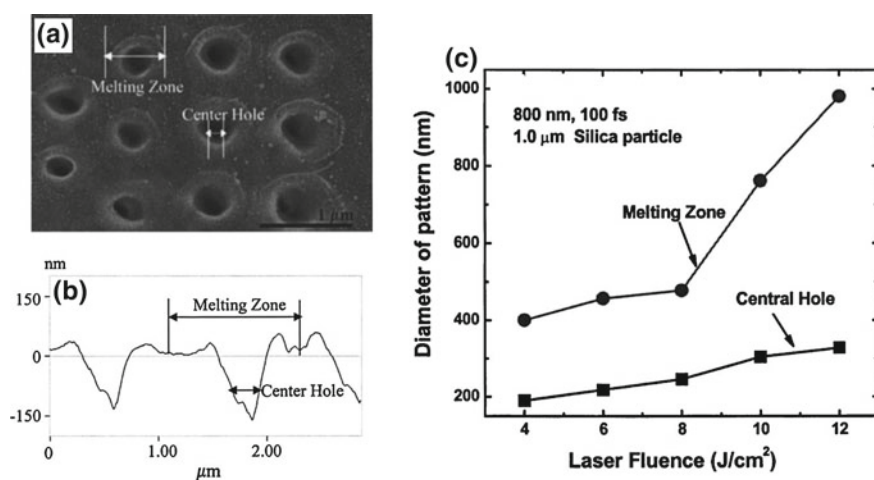 (a)
Melting Zone
Center Hole
1 μm
nm
(b)
150
0
-150
Melting Zone
Center Hole
0
1.00
2.00
μm
(c)
Diameter of pattern (nm)
1000
800
600
400
200
800 nm, 100 fs
1.0 μm Silica particle
Melting Zone
Central Hole
4
6
8
10
12
Laser Fluence (J/cm²)